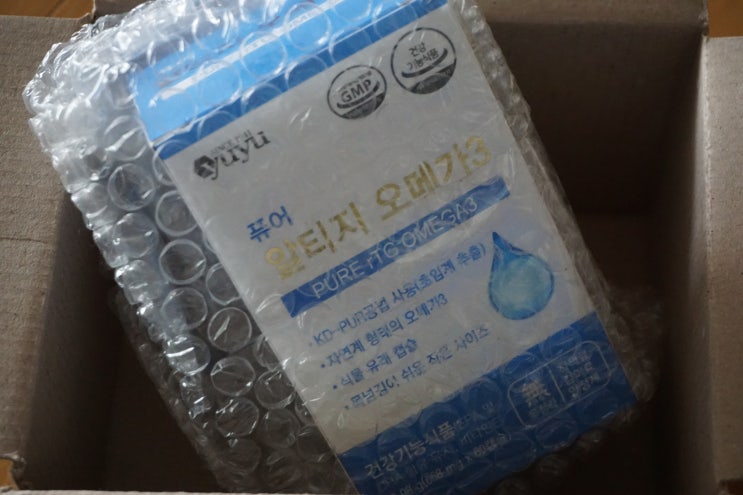 GMP
건강
기능식품
SINCE 1941
yuyu
퓨어
알티지 오메가3
PURE rTG OMEGA3
• KD-PUR공법 사용(초임계 추출)
• 자연계 형태의 오메가3
• 식물 유래 캡슐
• 목넘김이 쉬운 작은 사이즈
건강기능식품